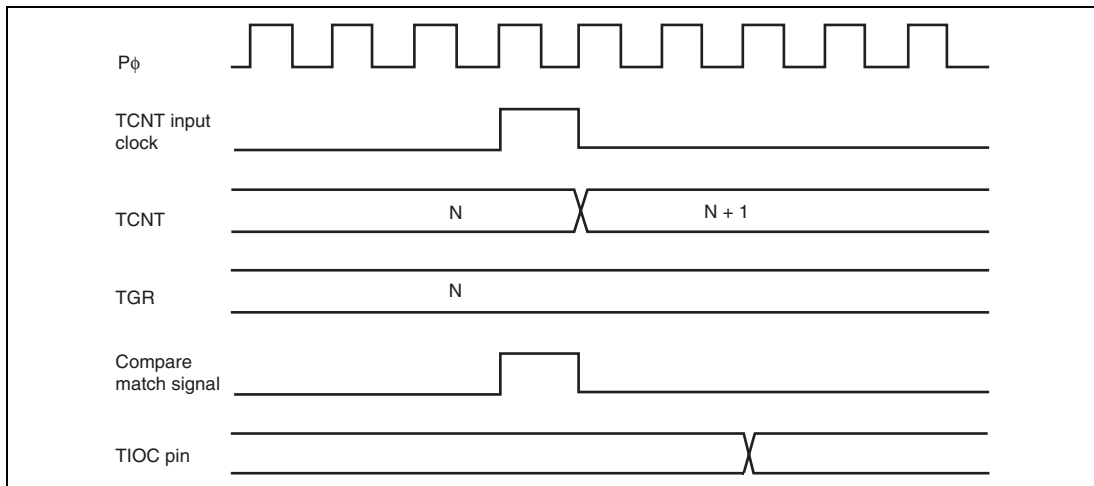 Pϕ
TCNT input
clock
TCNT
N
N + 1
TGR
N
Compare
match signal
TIOC pin